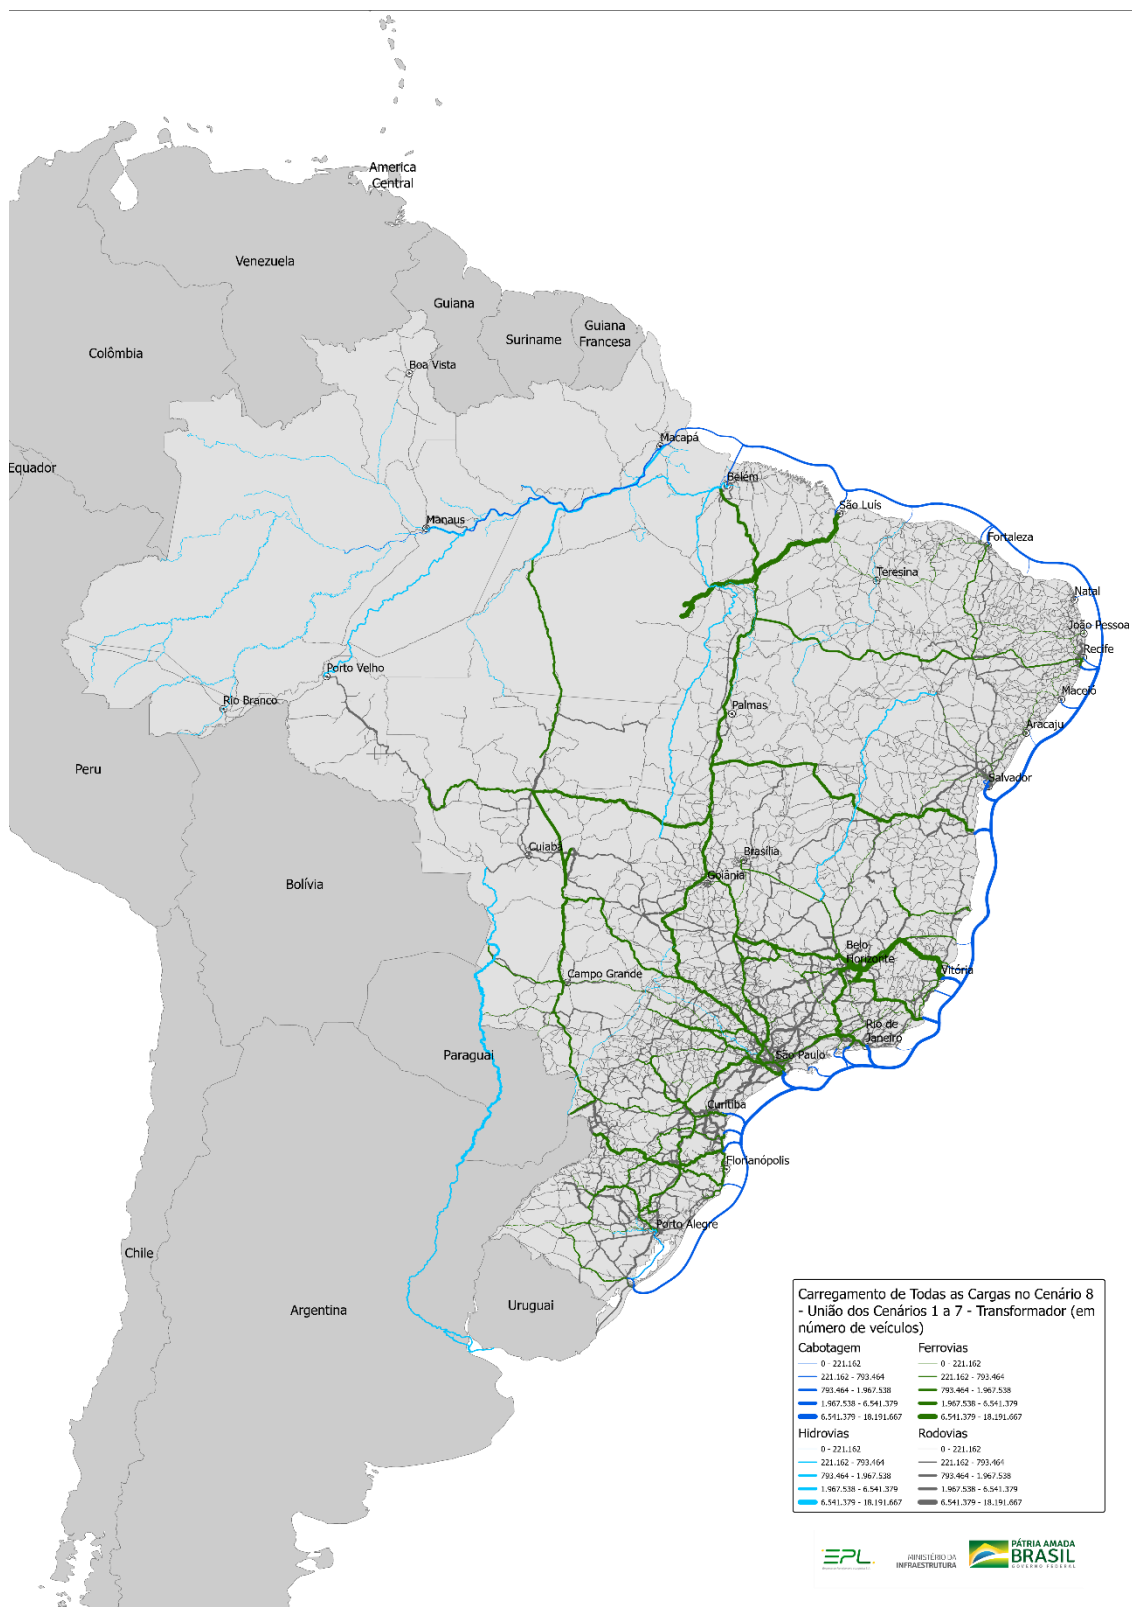 America
Central
Venezuela
Guiana
Suriname
Guiana
Francesa
Colômbia
Boa Vista
Macapá
Equador
Belém
São Luís
Manaus
Fortaleza
Teresina
Natal
João Pessoa
Recife
Porto Velho
Rio Branco
Maceió
Palmas
Aracaju
Peru
Salvador
Cuiabá
Brasília
Goiânia
Bolívia
Belo
Horizonte
Vitória
Campo Grande
Rio de
Janeiro
São Paulo
Paraguai
Curitiba
Florianópolis
Porto Alegre
Chile
Argentina
Uruguai
Carregamento de Todas as Cargas no Cenário 8
- União dos Cenários 1 a 7 - Transformador (em
número de veículos)
Cabotagem
0 - 221.162
221.162 - 793.464
793.464 - 1.967.538
1.967.538 - 6.541.379
6.541.379 - 18.191.667
Ferrovias
0 - 221.162
221.162 - 793.464
793.464 - 1.967.538
1.967.538 - 6.541.379
6.541.379 - 18.191.667
Hidrovias
0 - 221.162
221.162 - 793.464
793.464 - 1.967.538
1.967.538 - 6.541.379
6.541.379 - 18.191.667
Rodovias
0 - 221.162
221.162 - 793.464
793.464 - 1.967.538
1.967.538 - 6.541.379
6.541.379 - 18.191.667
EPL
MINISTÉRIO DA
INFRAESTRUTURA
PÁTRIA AMADA
BRASIL
GOVERNO FEDERAL